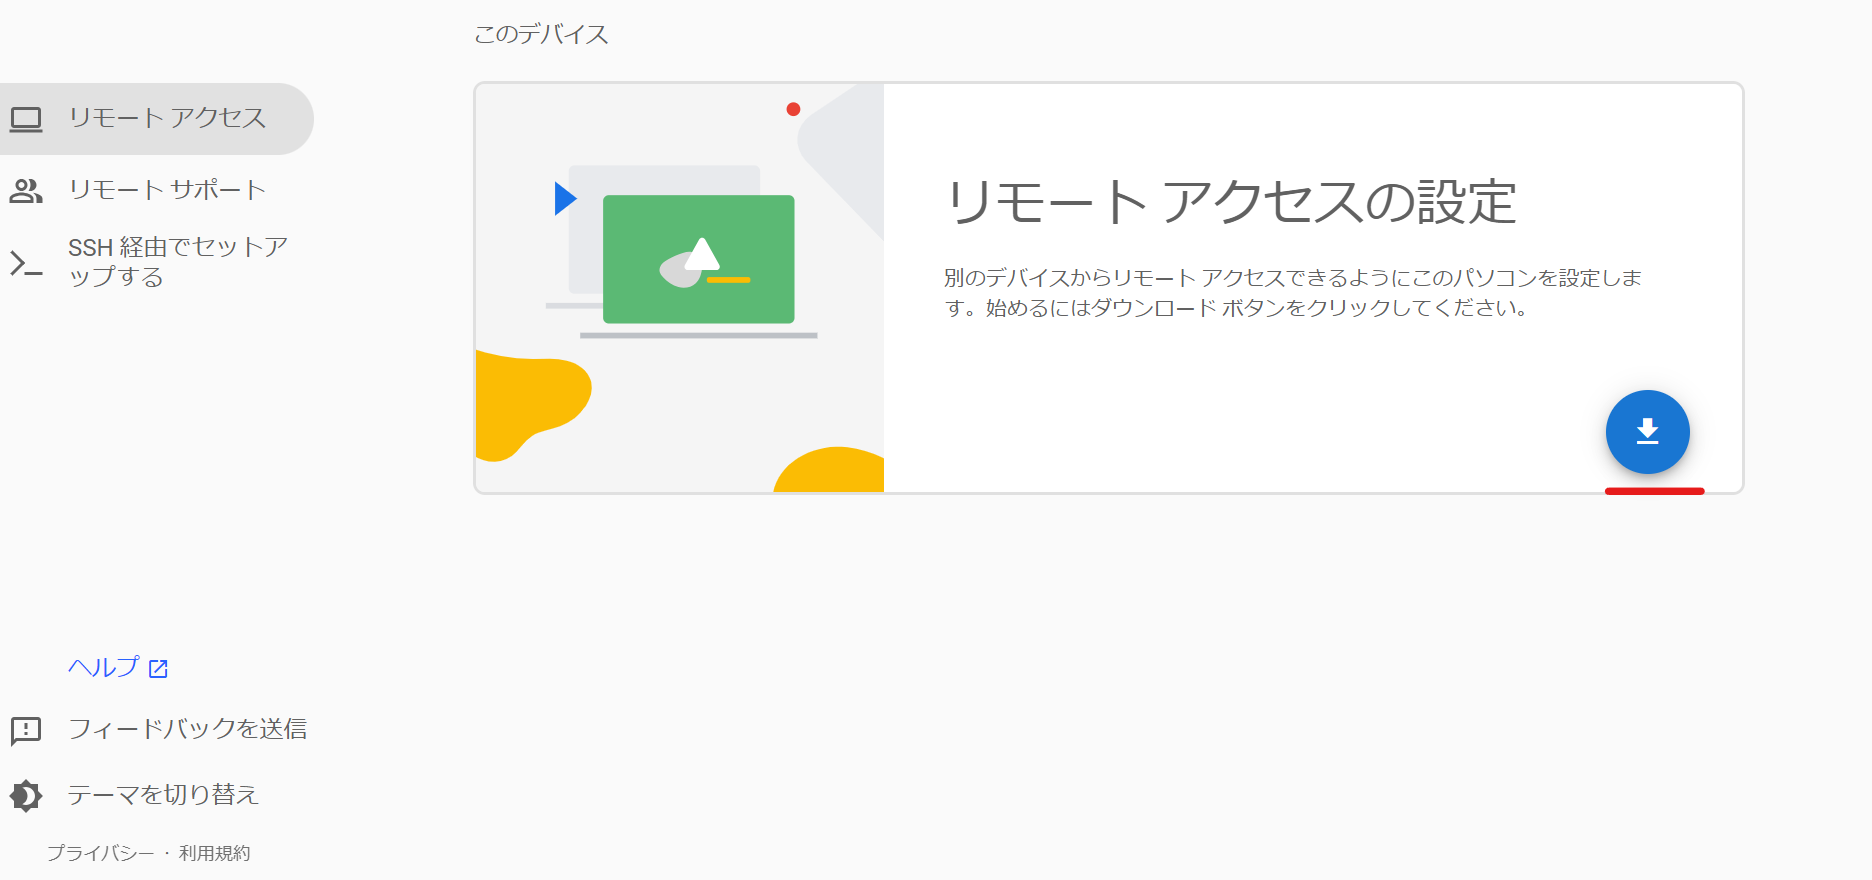 このデバイス
リモート アクセス
リモート サポート
SSH 経由でセットア
ップする
リモート アクセスの設定
別のデバイスからリモート アクセスできるようにこのパソコンを設定しま
す。始めるにはダウンロード ボタンをクリックしてください。
ヘルプ
フィードバックを送信
テーマを切り替え
プライバシー · 利用規約